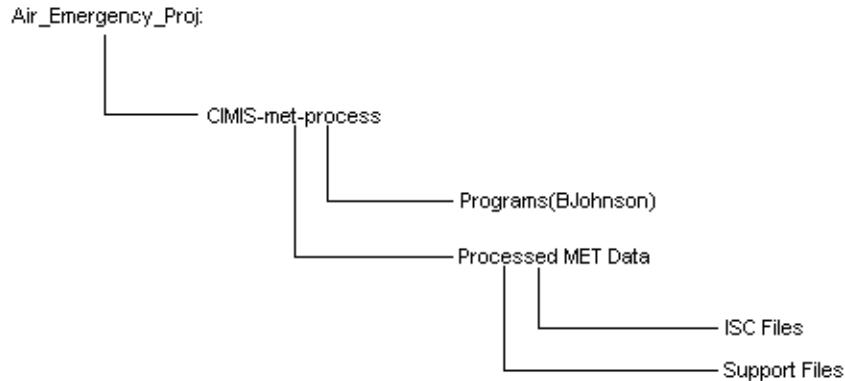 Air_Emergency_Proj:
CIMIS-met-process
Programs(BJohnson)
Processed MET Data
ISC Files
Support Files